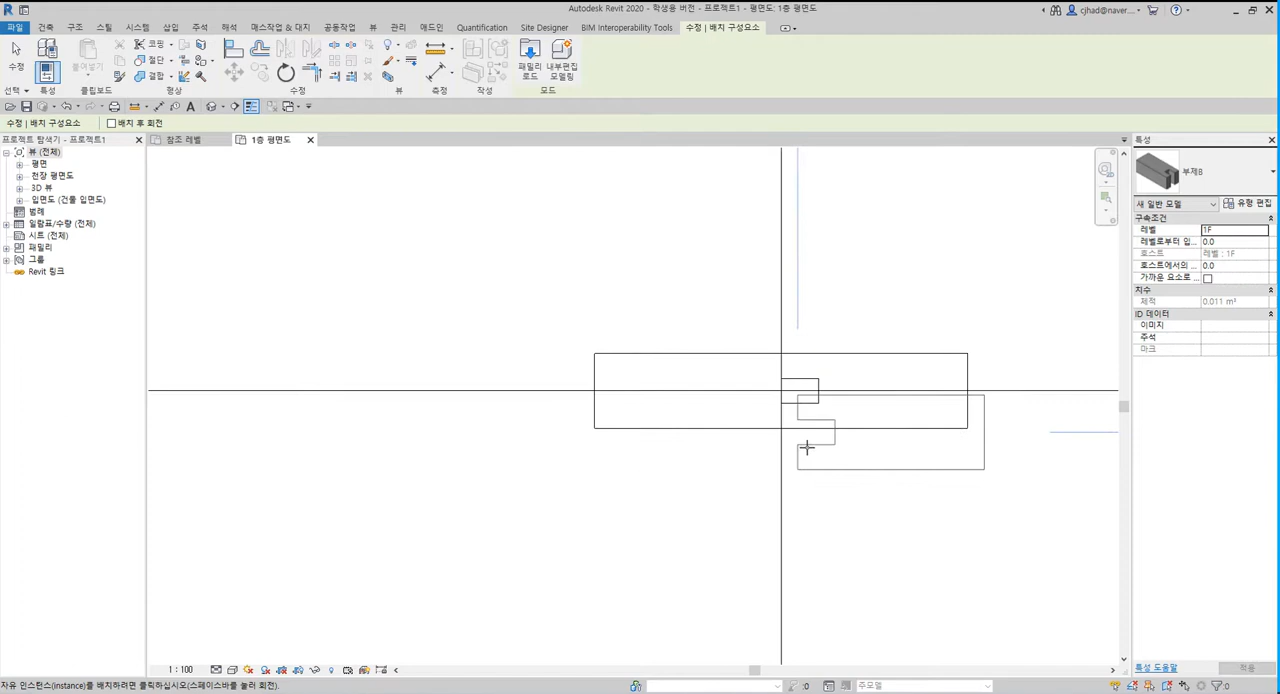 Autodesk Revit 2020 - 학생용 버전 - 프로젝트1 - 평면도: 1층 평면도
cjhad@naver....
파일 건축 구조 스틸 시스템 삽입 주석 해석 매스작업 & 대지 공동작업 뷰 관리 애드인 Quantification Site Designer BIM Interoperability Tools 수정 | 배치 구성요소
코핑
절단
결합
수정
붙여넣기
패밀리 로드
내부편집 모델링
선택 특성 클립보드 형상 수정 뷰 측정 작성 모드
수정 | 배치 구성요소
배치 후 회전
프로젝트 탐색기 - 프로젝트1
참조 레벨
1층 평면도
특성
뷰 (전체)
평면
천장 평면도
3D 뷰
입면도 (건물 입면도)
범례
일람표/수량 (전체)
시트 (전체)
패밀리
그룹
Revit 링크
부재B
새 일반 모델
유형 편집
구속조건
레벨 1F
레벨로부터 입... 0.0
호스트 레벨 : 1F
호스트에서의 ... 0.0
가까운 요소로 ...
치수
체적 0.011 m³
ID 데이터
이미지
주석
마크
1 : 100
특성 도움말
적용
자유 인스턴스(instance)를 배치하려면 클릭하십시오(스페이스바를 눌러 회전).
:0
주모델
:0